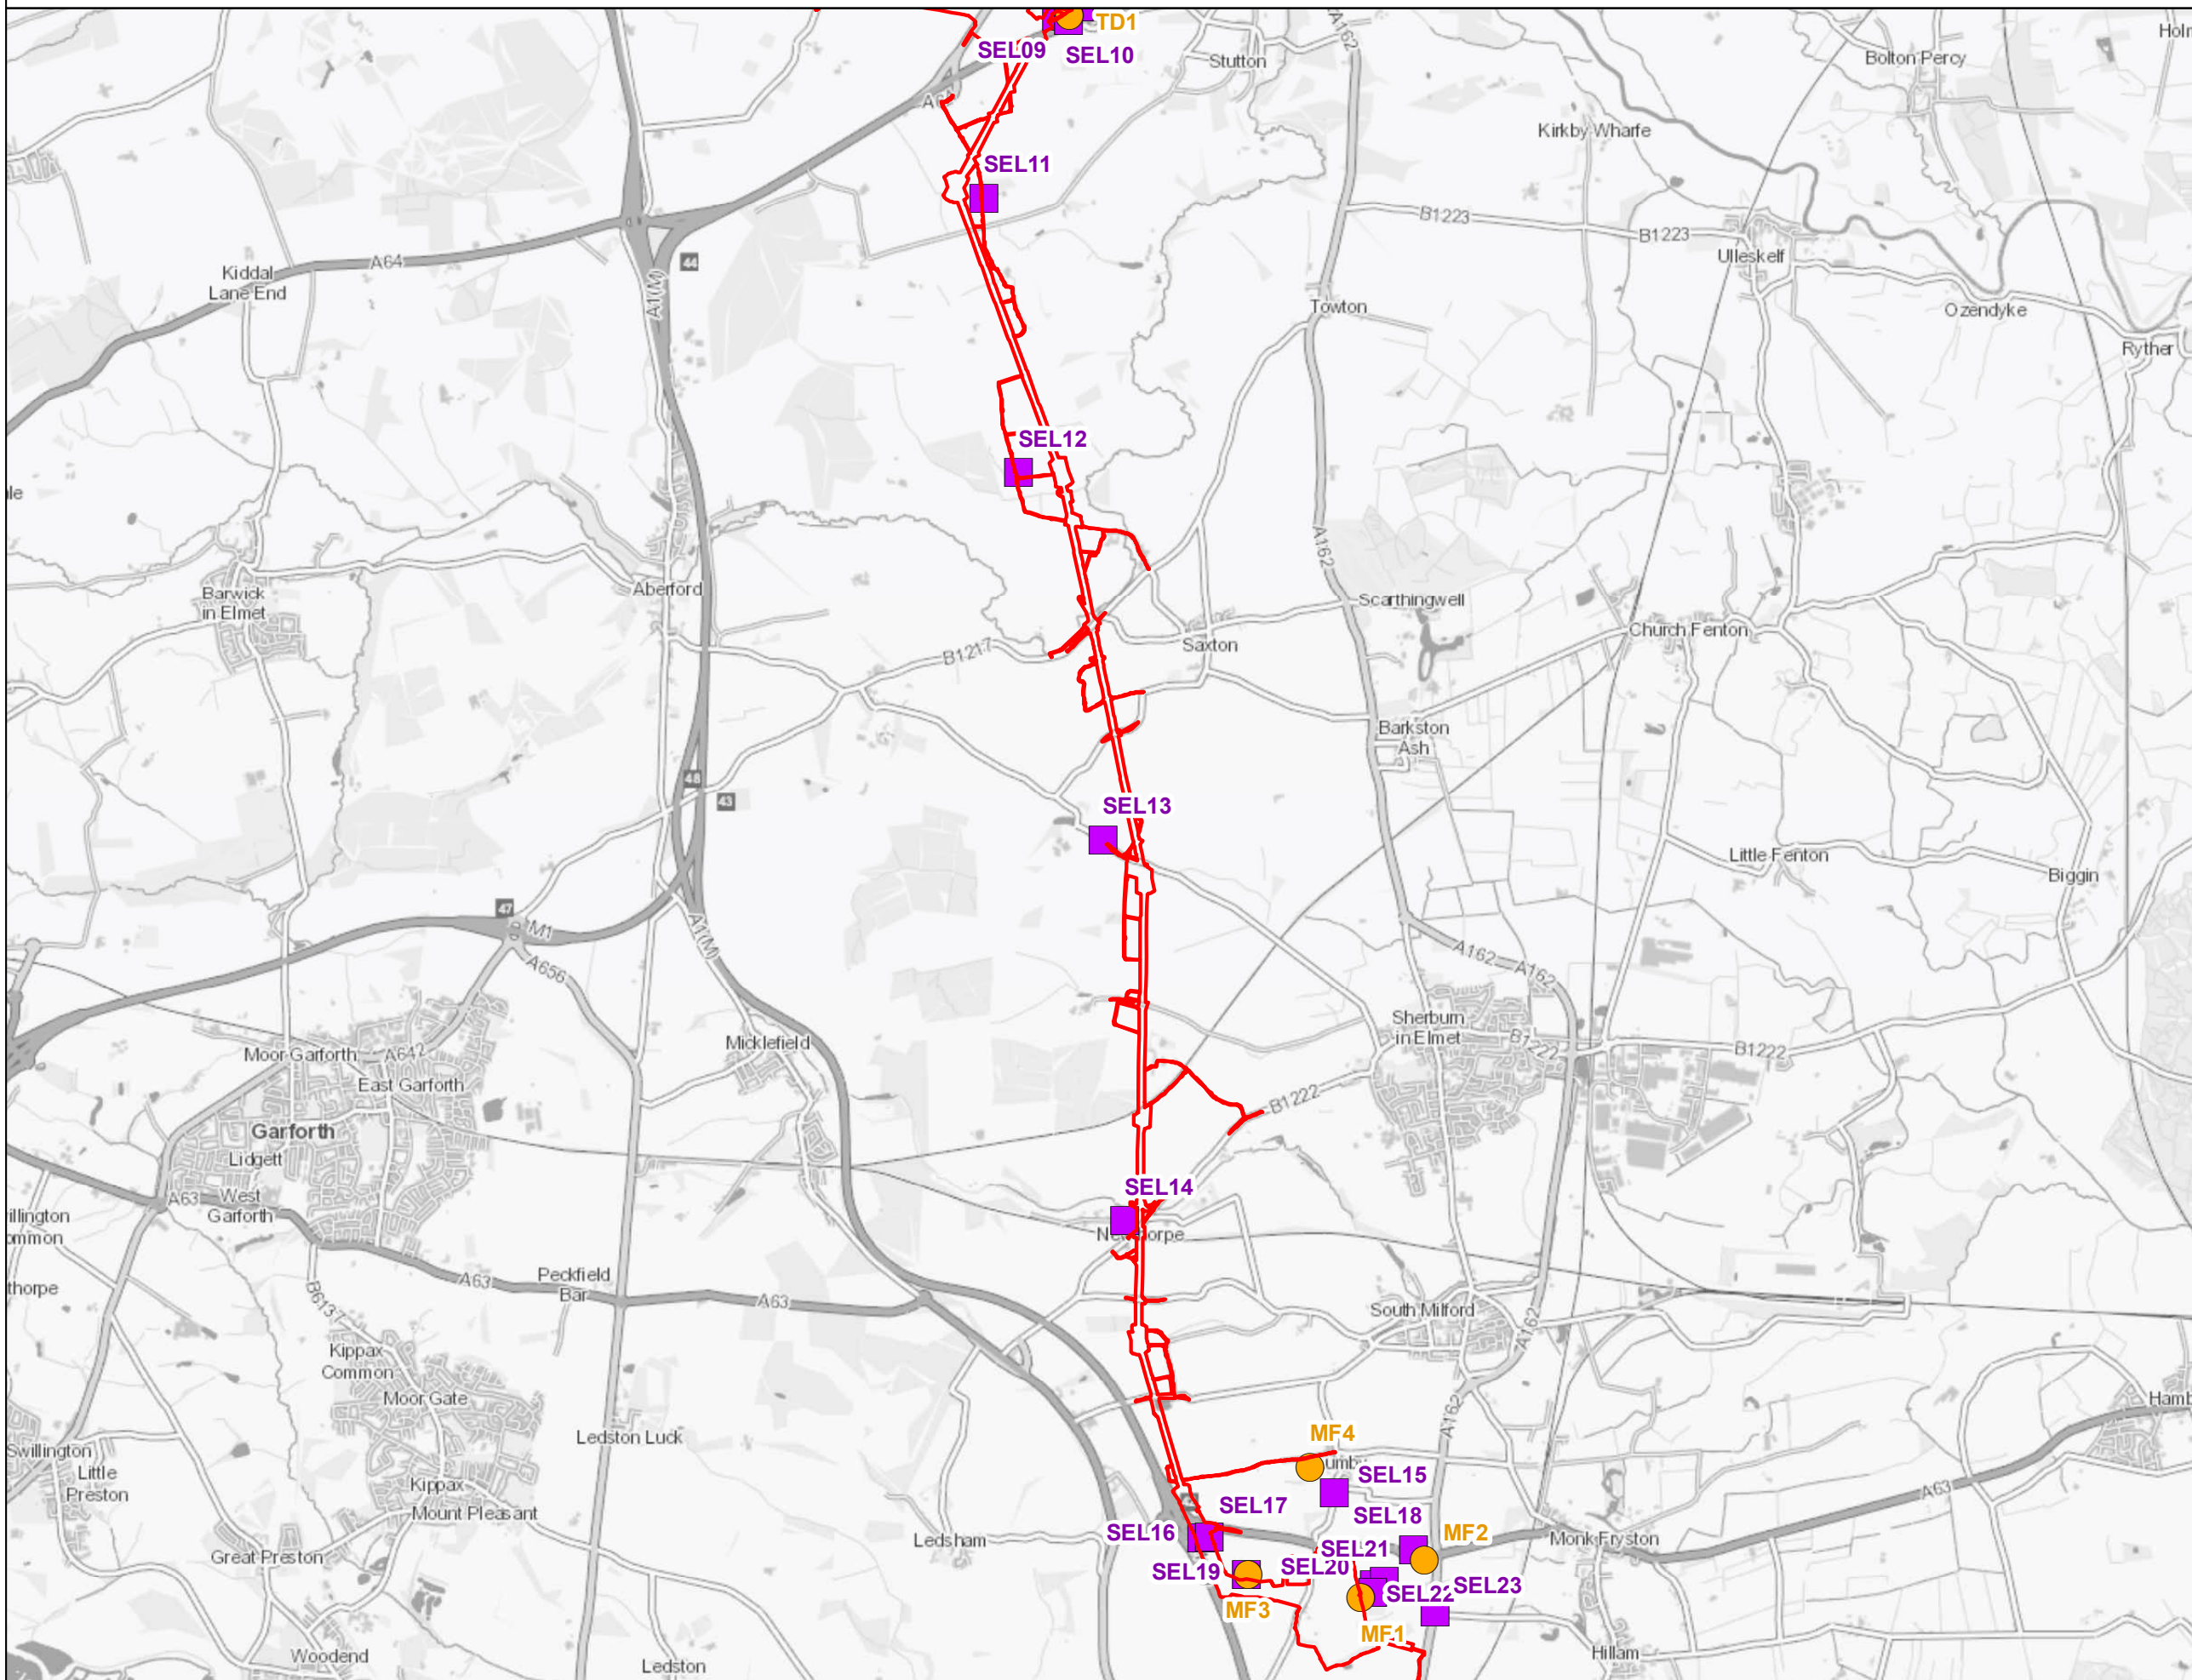 TD1
A162
SEL09
SEL10
Stutton
Bolton Percy
Kirkby Wharfe
SEL11
B1223
B1223
Ulleskelf
Kiddal
Lane End
A64
44
A1(M)
Towton
Ozendyke
Ryther
SEL12
A162
Barwick
in Elmet
Aberford
Scarthingwell
Church Fenton
Saxton
B1217
Barkston
Ash
48
43
SEL13
Little Fenton
Biggin
47
M1
A1(M)
A656
A162
A162
Sherburn
in Elmet
Micklefield
B1222
B1222
Moor Garforth
A642
East Garforth
B1222
Garforth
Lidgett
SEL14
A63
West
Garforth
Peckfield
Bar
A63
A63
B6137
South Milford
A162
Kippax
Common
Moor Gate
A162
Ledston Luck
MF4
Swillington
Little
Preston
SEL15
Kippax
Mount Pleasant
SEL17
SEL18
A63
SEL16
Ledsham
MF2
Monk Fryston
Great Preston
SEL21
SEL19
SEL20
SEL22
SEL23
MF3
MF1
Woodend
Ledston
Hillam